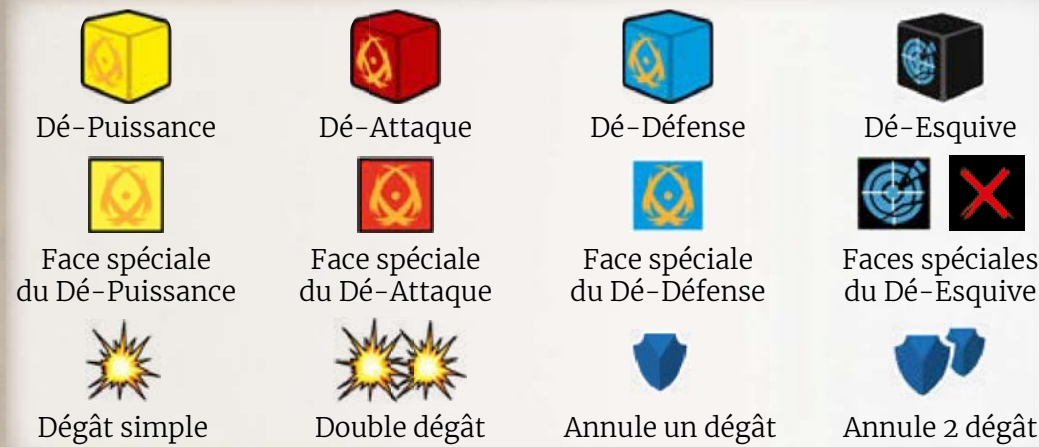 Dé-Puissance
Dé-Attaque
Dé-Défense
Dé-Esquive
Face spéciale
du Dé-Puissance
Face spéciale
du Dé-Attaque
Face spéciale
du Dé-Défense
Faces spéciales
du Dé-Esquive
Dégât simple
Double dégât
Annule un dégât
Annule 2 dégât